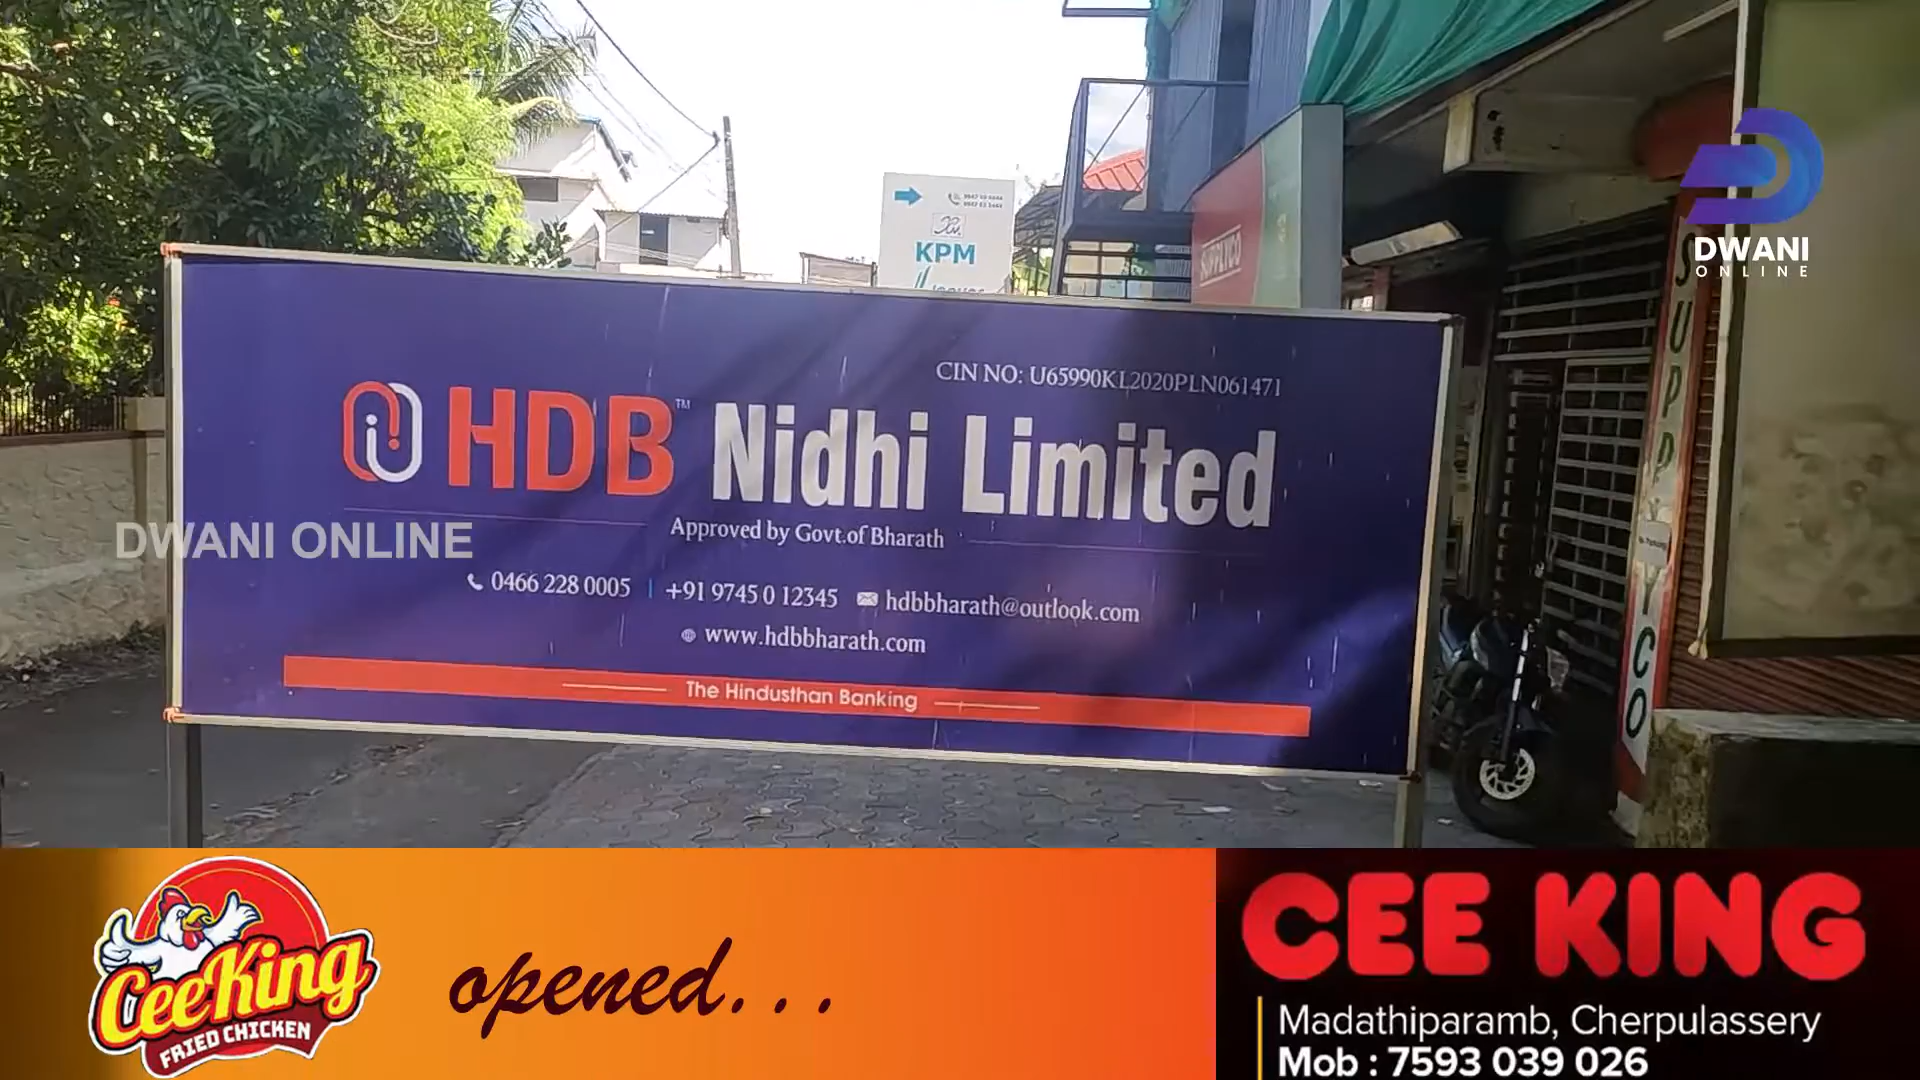 KPM
SUPPLYCO
DWANI
ONLINE
SUPPLYCO
CIN NO: U65990KL2020PLN061471
HDB™ Nidhi Limited
Approved by Govt.of Bharath
DWANI ONLINE
0466 228 0005 | +91 9745 0 12345 hdbbharath@outlook.com
www.hdbbharath.com
The Hindusthan Banking
CeeKing
FRIED CHICKEN
opened...
CEE KING
Madathiparamb, Cherpulassery
Mob : 7593 039 026